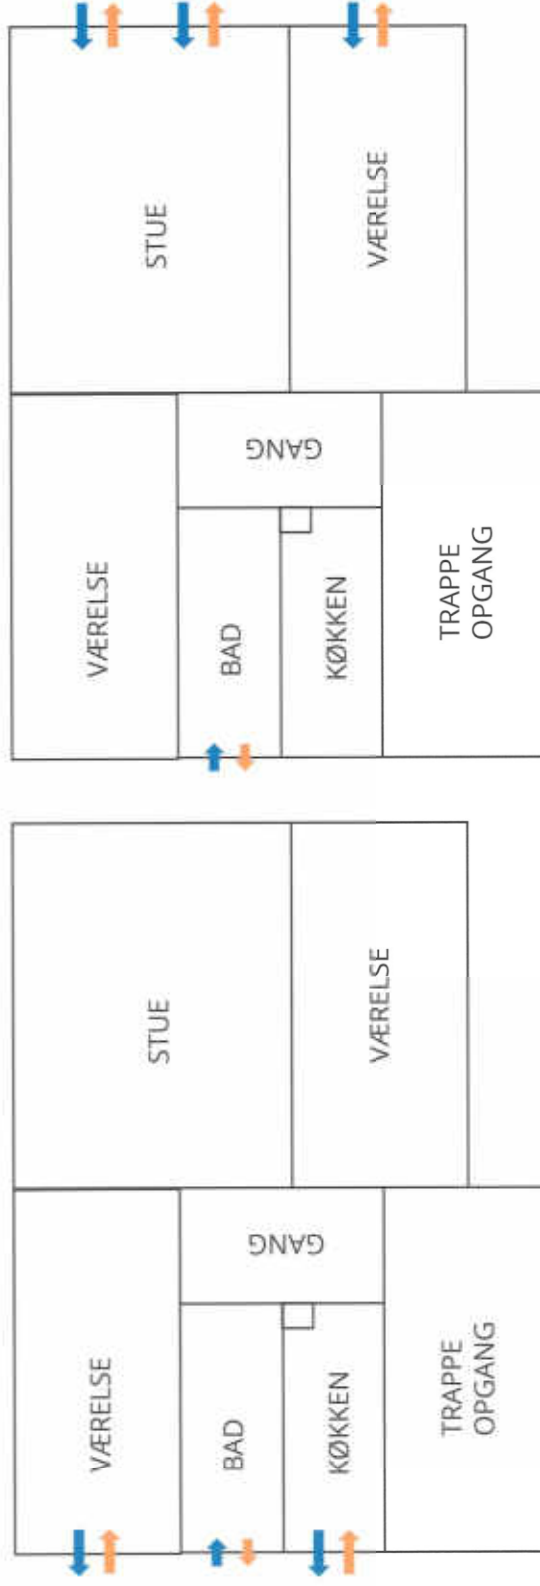 STUE
VÆRELSE
VÆRELSE
GANG
BAD
KØKKEN
TRAPPE
OPGANG
STUE
VÆRELSE
VÆRELSE
GANG
BAD
KØKKEN
TRAPPE
OPGANG